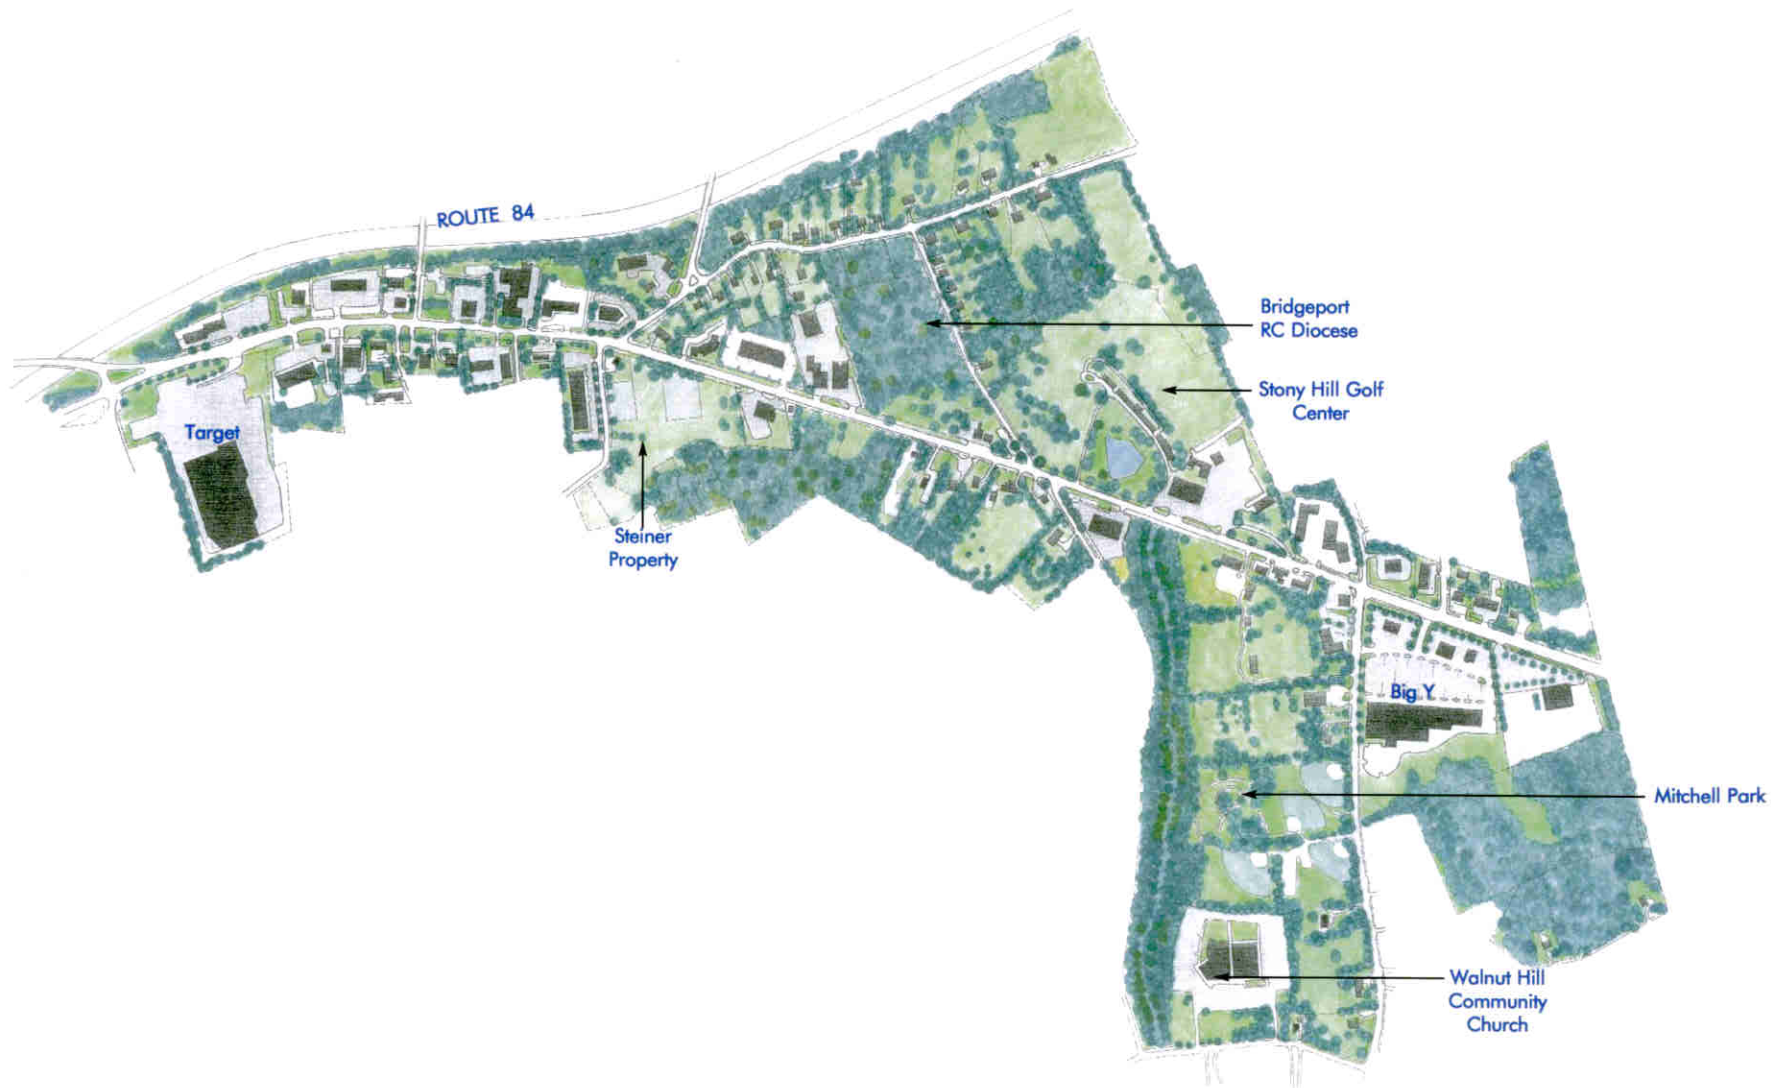 ROUTE 84
Bridgeport
RC Diocese
Stony Hill Golf
Center
Target
Steiner
Property
Big Y
Mitchell Park
Walnut Hill
Community
Church